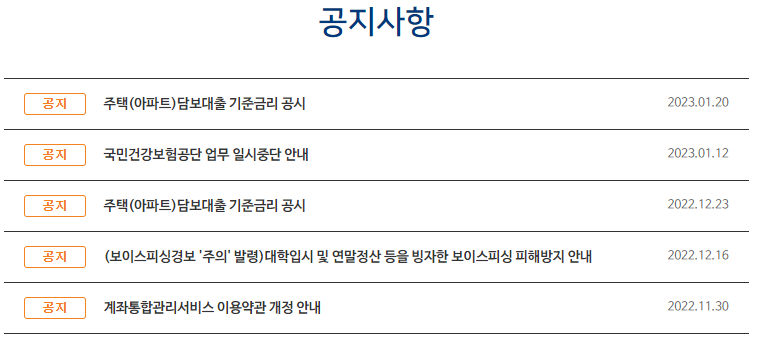 공지사항
공지 주택(아파트)담보대출 기준금리 공시 2023.01.20
공지 국민건강보험공단 업무 일시중단 안내 2023.01.12
공지 주택(아파트)담보대출 기준금리 공시 2022.12.23
공지 (보이스피싱경보 '주의' 발령)대학입시 및 연말정산 등을 빙자한 보이스피싱 피해방지 안내 2022.12.16
공지 계좌통합관리서비스 이용약관 개정 안내 2022.11.30